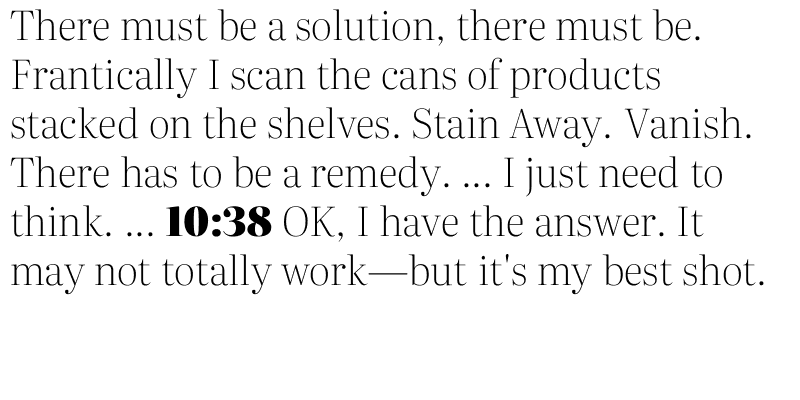 There must be a solution, there must be.
Frantically I scan the cans of products
stacked on the shelves. Stain Away. Vanish.
There has to be a remedy. ... I just need to
think. ... 10:38 OK, I have the answer. It
may not totally work—but it's my best shot.